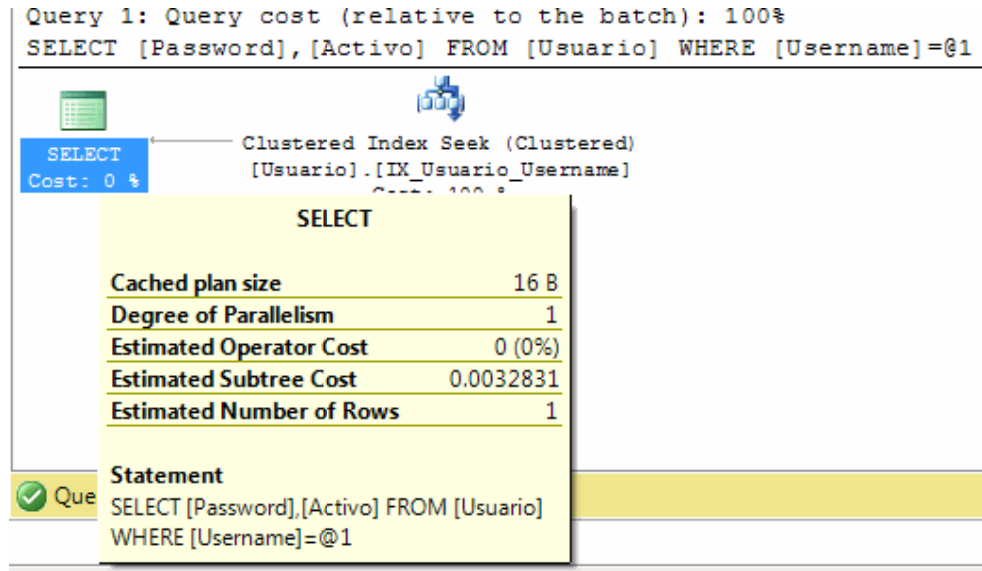 Query 1: Query cost (relative to the batch): 100%
SELECT [Password],[Activo] FROM [Usuario] WHERE [Username]=@1
SELECT
Cost: 0 %
Clustered Index Seek (Clustered)
[Usuario].[IX_Usuario_Username]
Cost: 100 %
SELECT
Cached plan size 16 B
Degree of Parallelism 1
Estimated Operator Cost 0 (0%)
Estimated Subtree Cost 0.0032831
Estimated Number of Rows 1
Statement
SELECT [Password],[Activo] FROM [Usuario]
WHERE [Username]=@1
Que